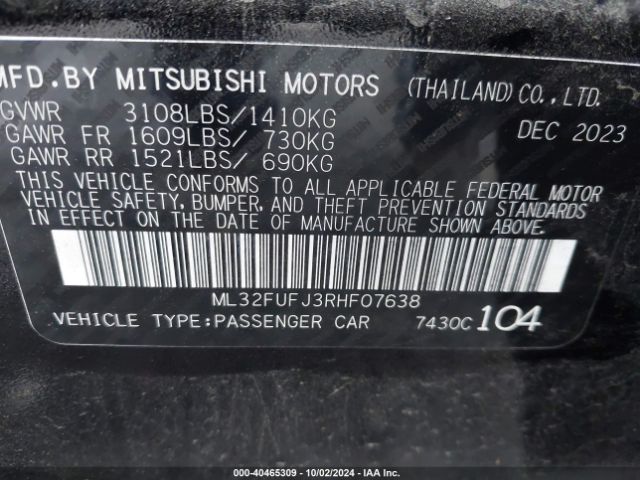 MFD.BY MITSUBISHI MOTORS (THAILAND)CO.,LTD.
GVWR 3108LBS/1410KG DEC 2023
GAWR FR 1609LBS/ 730KG
GAWR RR 1521LBS/ 690KG
THIS VEHICLE CONFORMS TO ALL APPLICABLE FEDERAL MOTOR
VEHICLE SAFETY, BUMPER, AND THEFT PREVENTION STANDARDS
IN EFFECT ON THE DATE OF MANUFACTURE SHOWN ABOVE.
ML32FUFJ3RHF07638
VEHICLE TYPE:PASSENGER CAR 7430C 104
000-40465309 - 10/02/2024 - IAA Inc.